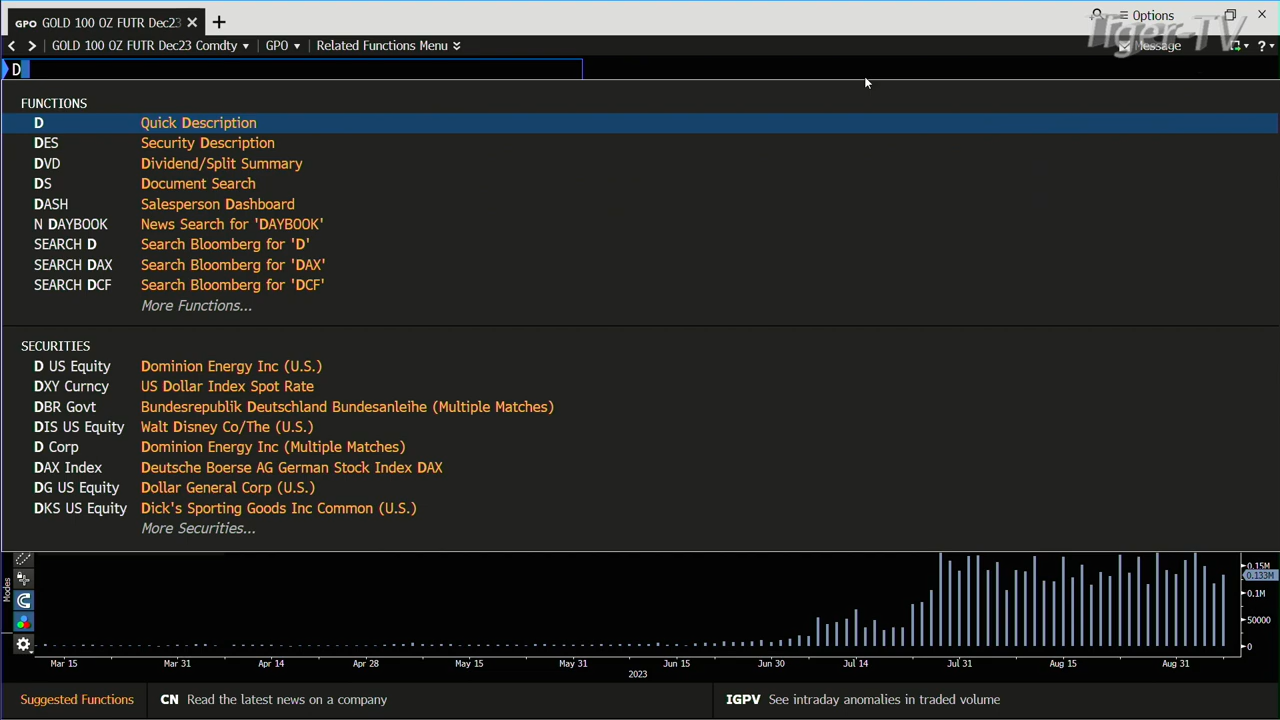 GPO GOLD 100 OZ FUTR Dec23
Options
GOLD 100 OZ FUTR Dec23 Comdty GPO Related Functions Menu Message ?
Tiger-TV
D
FUNCTIONS
D Quick Description
DES Security Description
DVD Dividend/Split Summary
DS Document Search
DASH Salesperson Dashboard
N DAYBOOK News Search for 'DAYBOOK'
SEARCH D Search Bloomberg for 'D'
SEARCH DAX Search Bloomberg for 'DAX'
SEARCH DCF Search Bloomberg for 'DCF'
More Functions...
SECURITIES
D US Equity Dominion Energy Inc (U.S.)
DXY Curncy US Dollar Index Spot Rate
DBR Govt Bundesrepublik Deutschland Bundesanleihe (Multiple Matches)
DIS US Equity Walt Disney Co/The (U.S.)
D Corp Dominion Energy Inc (Multiple Matches)
DAX Index Deutsche Boerse AG German Stock Index DAX
DG US Equity Dollar General Corp (U.S.)
DKS US Equity Dick's Sporting Goods Inc Common (U.S.)
More Securities...
Modes
0.15M
0.133M
0.1M
50000
0
Mar 15 Mar 31 Apr 14 Apr 28 May 15 May 31 Jun 15 Jun 30 Jul 14 Jul 31 Aug 15 Aug 31
2023
Suggested Functions CN Read the latest news on a company IGPV See intraday anomalies in traded volume